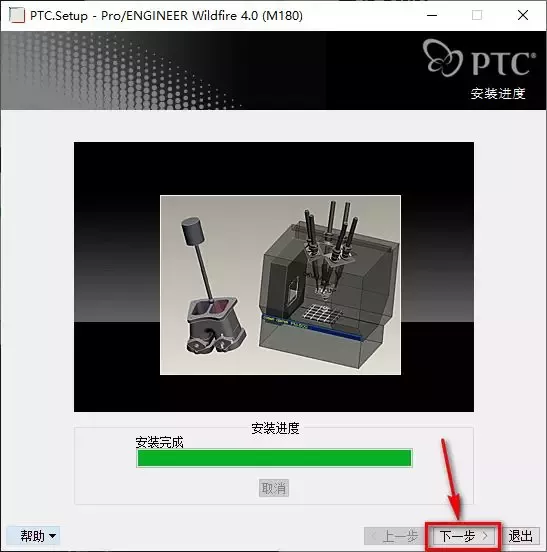 PTC.Setup - Pro/ENGINEER Wildfire 4.0 (M180)
PTC®
安装进度
安装进度
安装完成
取消
帮助
上一步
下一步
退出